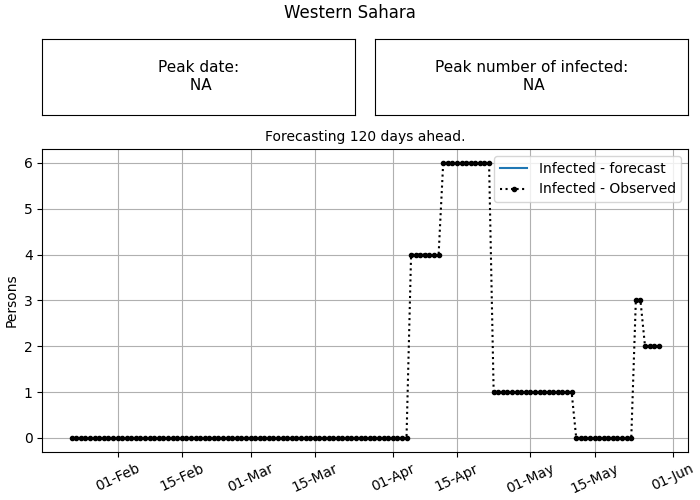 Western Sahara
Peak date:
NA
Peak number of infected:
NA
Forecasting 120 days ahead.
Infected - forecast
Infected - Observed
Persons
6
5
4
3
2
1
0
01-Feb
15-Feb
01-Mar
15-Mar
01-Apr
15-Apr
01-May
15-May
01-Jun